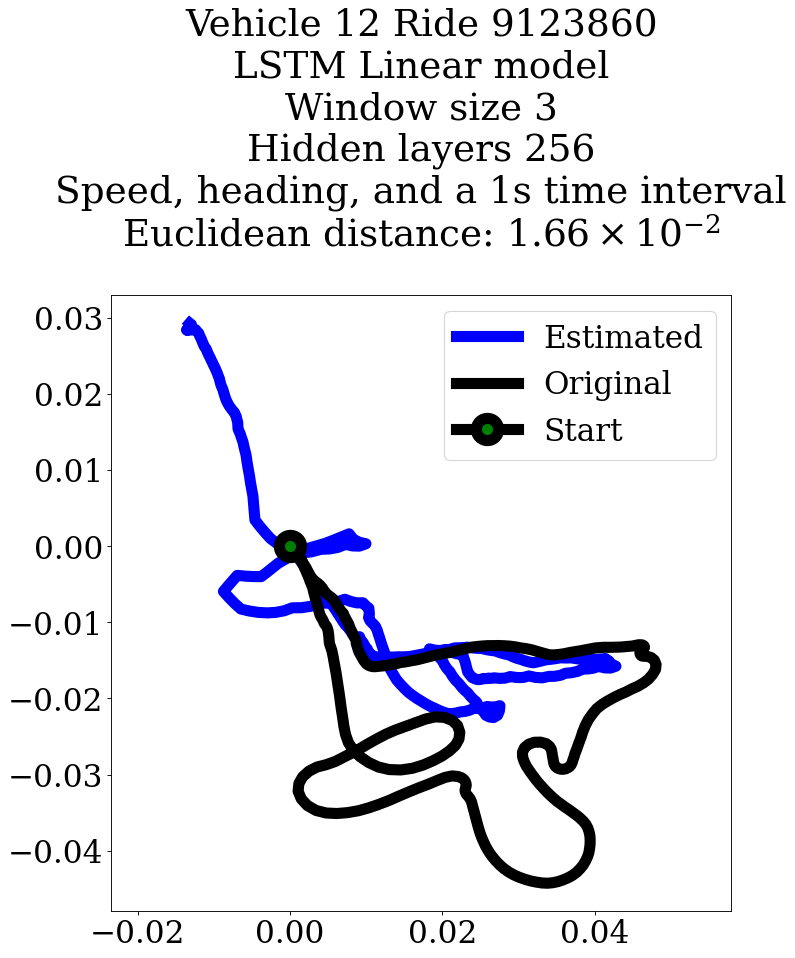 Vehicle 12 Ride 9123860
LSTM Linear model
Window size 3
Hidden layers 256
Speed, heading, and a 1s time interval
Euclidean distance: 1.66 × 10⁻²
Estimated
Original
Start
0.03
0.02
0.01
0.00
−0.01
−0.02
−0.03
−0.04
−0.02
0.00
0.02
0.04